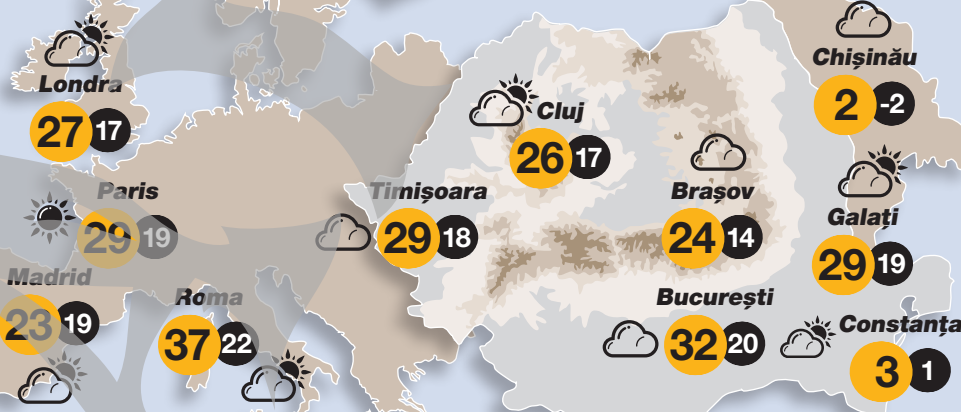 Londra
27 17
Paris
29 19
Madrid
23 19
Roma
37 22
Timișoara
29 18
Cluj
26 17
Brașov
24 14
București
32 20
Chișinău
2 -2
Galați
29 19
Constanța
3 1